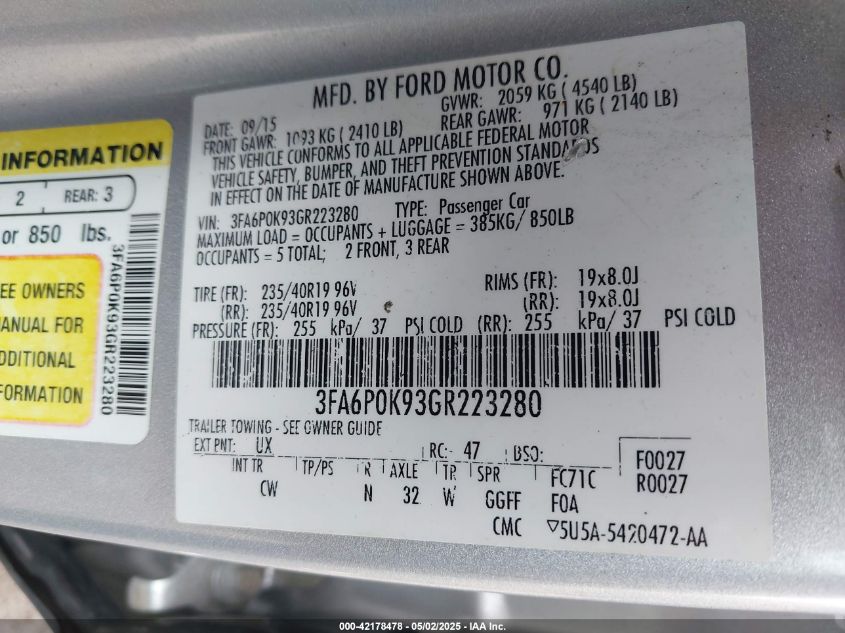 INFORMATION
2 REAR: 3
or 850 lbs.
EE OWNERS
MANUAL FOR
DDITIONAL
FORMATION
3FA6P0K93GR223280
MFD. BY FORD MOTOR CO.
DATE: 09/15 GVWR: 2059 KG ( 4540 LB)
FRONT GAWR: 1093 KG ( 2410 LB) REAR GAWR: 971 KG ( 2140 LB)
THIS VEHICLE CONFORMS TO ALL APPLICABLE FEDERAL MOTOR
VEHICLE SAFETY, BUMPER, AND THEFT PREVENTION STANDARDS
IN EFFECT ON THE DATE OF MANUFACTURE SHOWN ABOVE.
VIN: 3FA6P0K93GR223280 TYPE: Passenger Car
MAXIMUM LOAD = OCCUPANTS + LUGGAGE = 385KG/ 850LB
OCCUPANTS = 5 TOTAL; 2 FRONT, 3 REAR
TIRE (FR): 235/40R19 96V RIMS (FR): 19x8.0J
(RR): 235/40R19 96V (RR): 19x8.0J
PRESSURE (FR): 255 kPa/ 37 PSI COLD (RR): 255 kPa/ 37 PSI COLD
3FA6P0K93GR223280
TRAILER TOWING - SEE OWNER GUIDE
EXT PNT: UX RC: 47 DSO: F0027
INT TR TP/PS R AXLE TR SPR FC71C R0027
CW N 32 W GGFF F0A
CMC ▽5U5A-5420472-AA
000-42178478 — 05/02/2025 — IAA Inc.